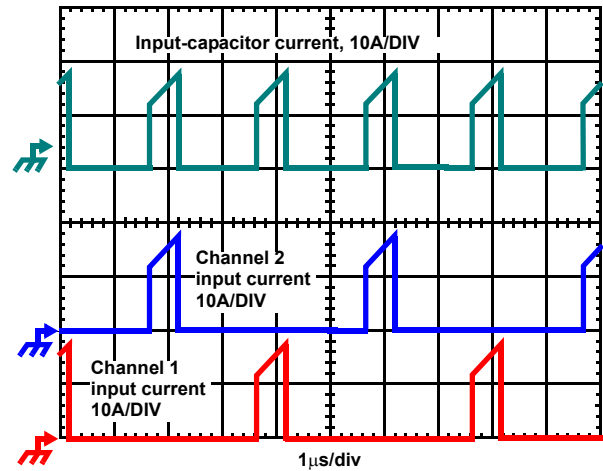 Input-capacitor current, 10A/DIV
Channel 2
input current
10A/DIV
Channel 1
input current
10A/DIV
1μs/div